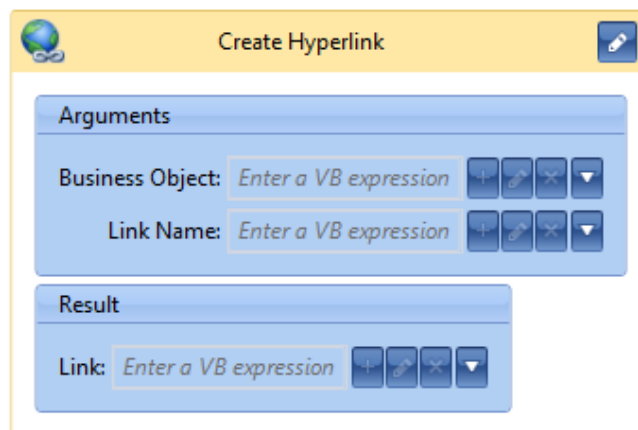 Create Hyperlink
Arguments
Business Object: Enter a VB expression
Link Name: Enter a VB expression
Result
Link: Enter a VB expression